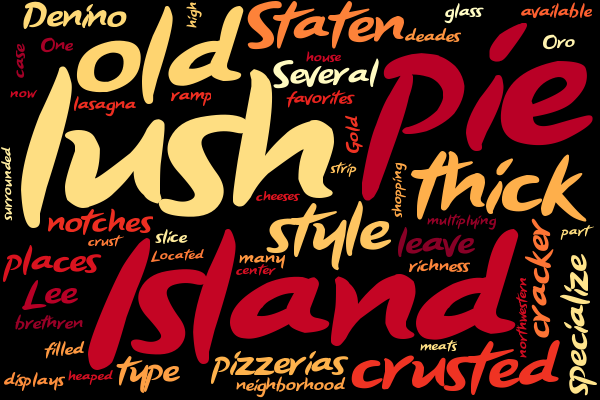 Denino
high
Staten
glass
available
case
One
old
deades
Oro
house
Several
pie
now
lasagna
ramp
favorites
Gold
lush
surrounded
strip
shopping
thick
cheeses
notches
style
multiplying
crust
slice
leave
cracker
part
places
Located
many
center
richness
Island
Lee
brethren
northwestern
specialize
filled
meats
displays
heaped
type
pizzerias
neighborhood
crusted